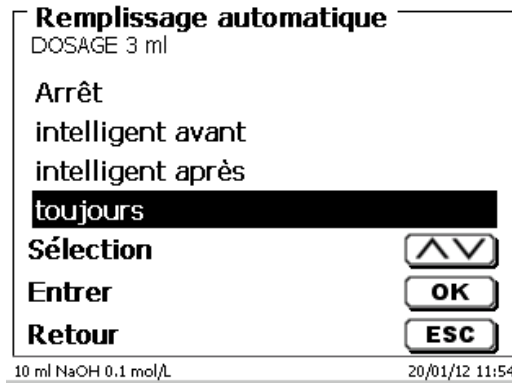 Remplissage automatique
DOSAGE 3 ml
Arrêt
intelligent avant
intelligent après
toujours
Sélection
Entrer OK
Retour ESC
10 ml NaOH 0.1 mol/L 20/01/12 11:54